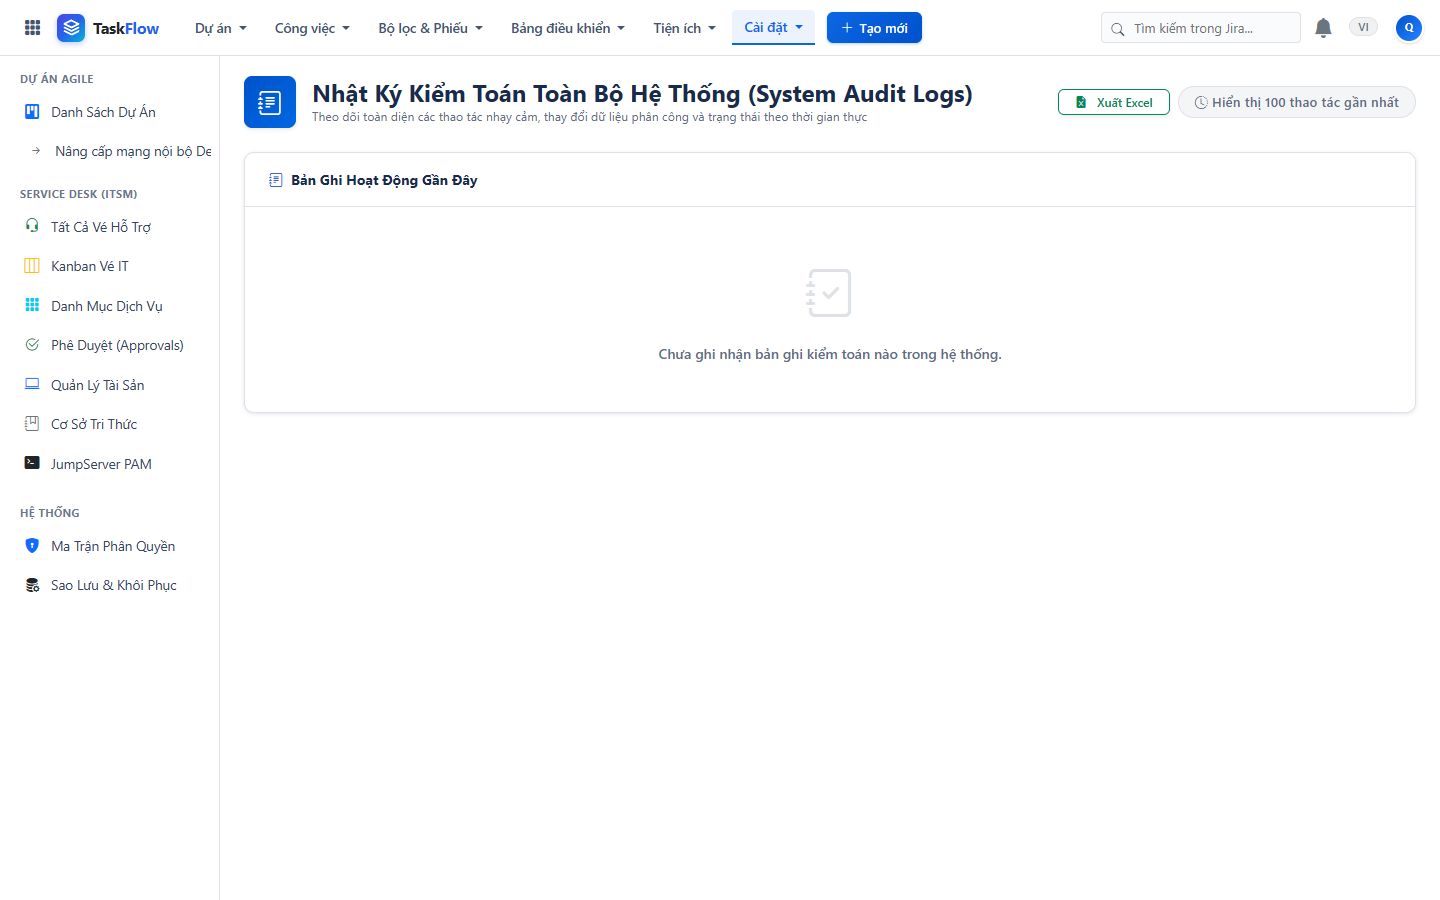 TaskFlow
Dự án
Công việc
Bộ lọc & Phiếu
Bảng điều khiển
Tiện ích
Cài đặt
+ Tạo mới
Tìm kiếm trong Jira...
VI
Q
DỰ ÁN AGILE
Danh Sách Dự Án
→ Nâng cấp mạng nội bộ De
SERVICE DESK (ITSM)
Tất Cả Vé Hỗ Trợ
Kanban Vé IT
Danh Mục Dịch Vụ
Phê Duyệt (Approvals)
Quản Lý Tài Sản
Cơ Sở Tri Thức
JumpServer PAM
HỆ THỐNG
Ma Trận Phân Quyền
Sao Lưu & Khôi Phục
Nhật Ký Kiểm Toán Toàn Bộ Hệ Thống (System Audit Logs)
Theo dõi toàn diện các thao tác nhạy cảm, thay đổi dữ liệu phân công và trạng thái theo thời gian thực
Xuất Excel
Hiển thị 100 thao tác gần nhất
Bản Ghi Hoạt Động Gần Đây
Chưa ghi nhận bản ghi kiểm toán nào trong hệ thống.